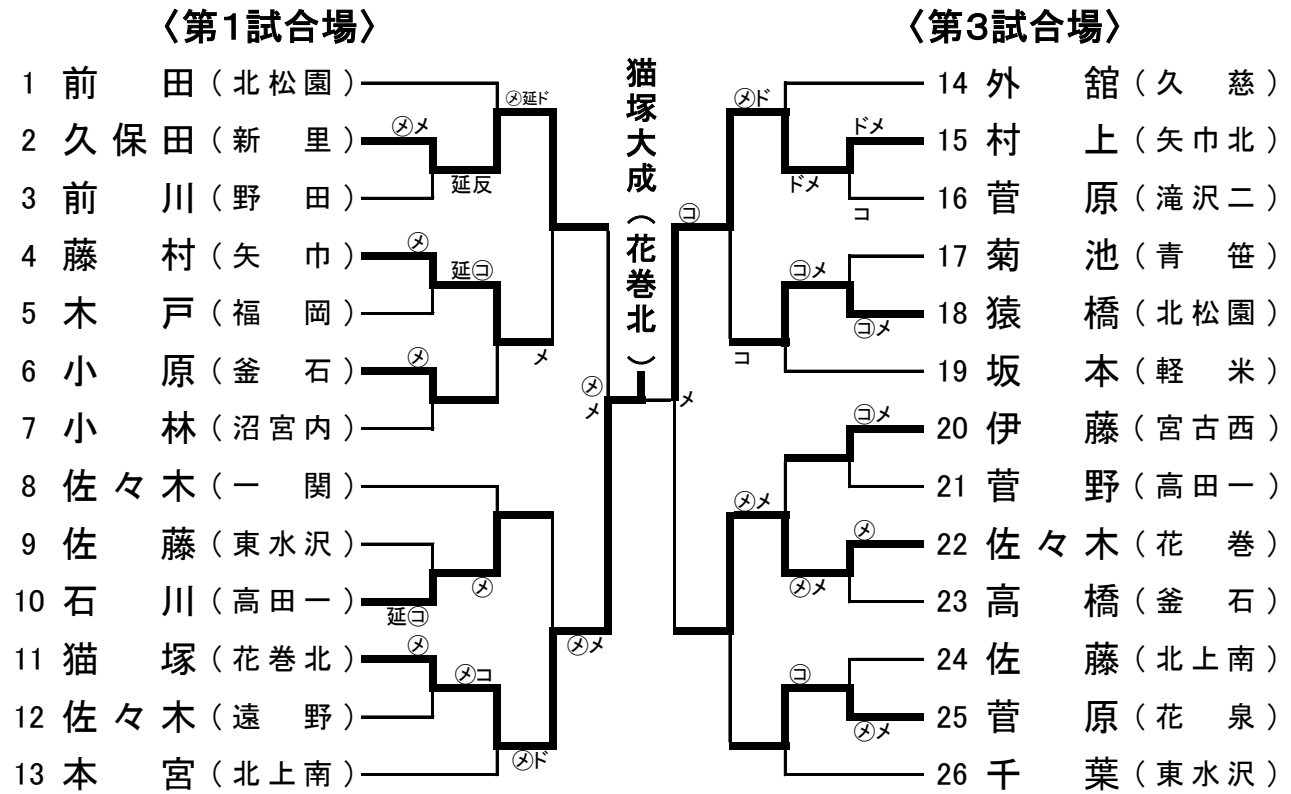 〈第1試合場〉
1 前田（北松園）
2 久保田（新里）
3 前川（野田）
4 藤村（矢巾）
5 木戸（福岡）
6 小原（釜石）
7 小林（沼宮内）
8 佐々木（一関）
9 佐藤（東水沢）
10 石川（高田一）
11 猫塚（花巻北）
12 佐々木（遠野）
13 本宮（北上南）
㋱延ド
㋱メ
延反
㋱
延㋙
㋱
メ
㋱
延㋙
㋱
㋱コ
㋱ド
㋱メ
㋱
メ
猫塚大成（花巻北）
メ
〈第3試合場〉
14 外舘（久慈）
15 村上（矢巾北）
16 菅原（滝沢二）
17 菊池（青笹）
18 猿橋（北松園）
19 坂本（軽米）
20 伊藤（宮古西）
21 菅野（高田一）
22 佐々木（花巻）
23 高橋（釜石）
24 佐藤（北上南）
25 菅原（花泉）
26 千葉（東水沢）
㋱ド
ドメ
ドメ
コ
㋙
㋙メ
㋙メ
コ
㋙メ
㋱メ
㋱
㋱メ
㋙
㋱メ